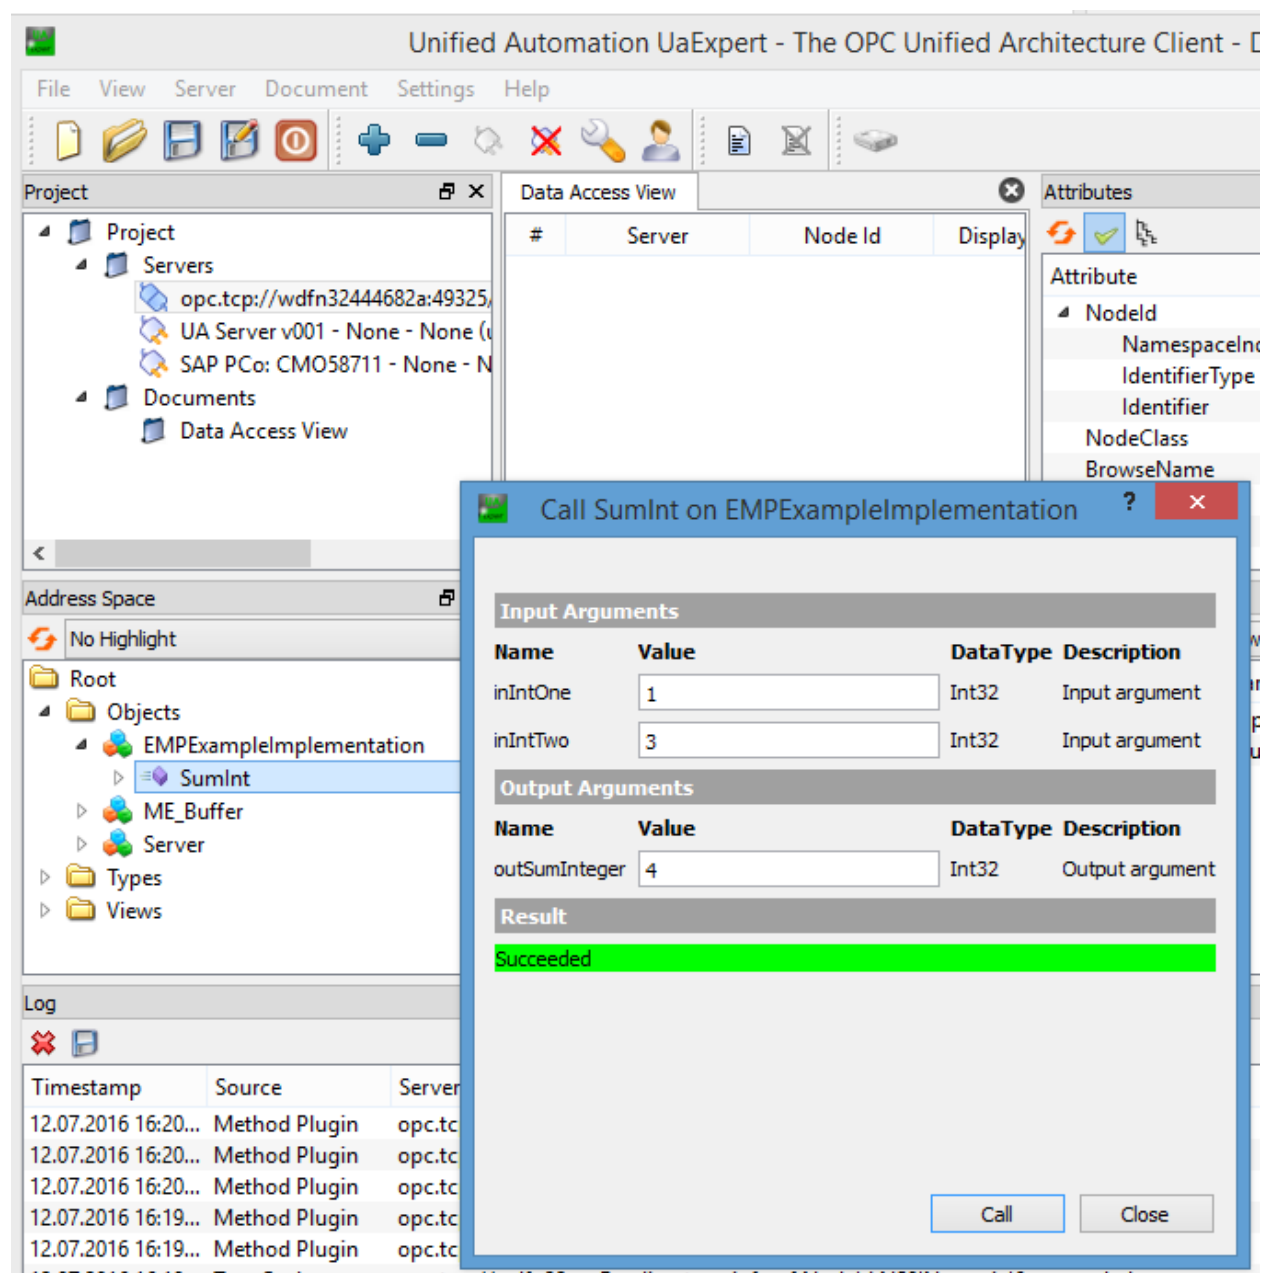 Unified Automation UaExpert - The OPC Unified Architecture Client -
File View Server Document Settings Help
Project
Data Access View
Attributes
Project
Servers
opc.tcp://wdfn32444682a:49325/
UA Server v001 - None - None (u
SAP PCo: CMO58711 - None - N
Documents
Data Access View
# Server Node Id Display
Attribute
NodeId
NamespaceInd
IdentifierType
Identifier
NodeClass
BrowseName
Address Space
No Highlight
Root
Objects
EMPExampleImplementation
SumInt
ME_Buffer
Server
Types
Views
Call SumInt on EMPExampleImplementation ?
Input Arguments
Name Value DataType Description
inIntOne 1 Int32 Input argument
inIntTwo 3 Int32 Input argument
Output Arguments
Name Value DataType Description
outSumInteger 4 Int32 Output argument
Result
Succeeded
Call Close
Log
Timestamp Source Server
12.07.2016 16:20... Method Plugin opc.tc
12.07.2016 16:20... Method Plugin opc.tc
12.07.2016 16:20... Method Plugin opc.tc
12.07.2016 16:19... Method Plugin opc.tc
12.07.2016 16:19... Method Plugin opc.tc